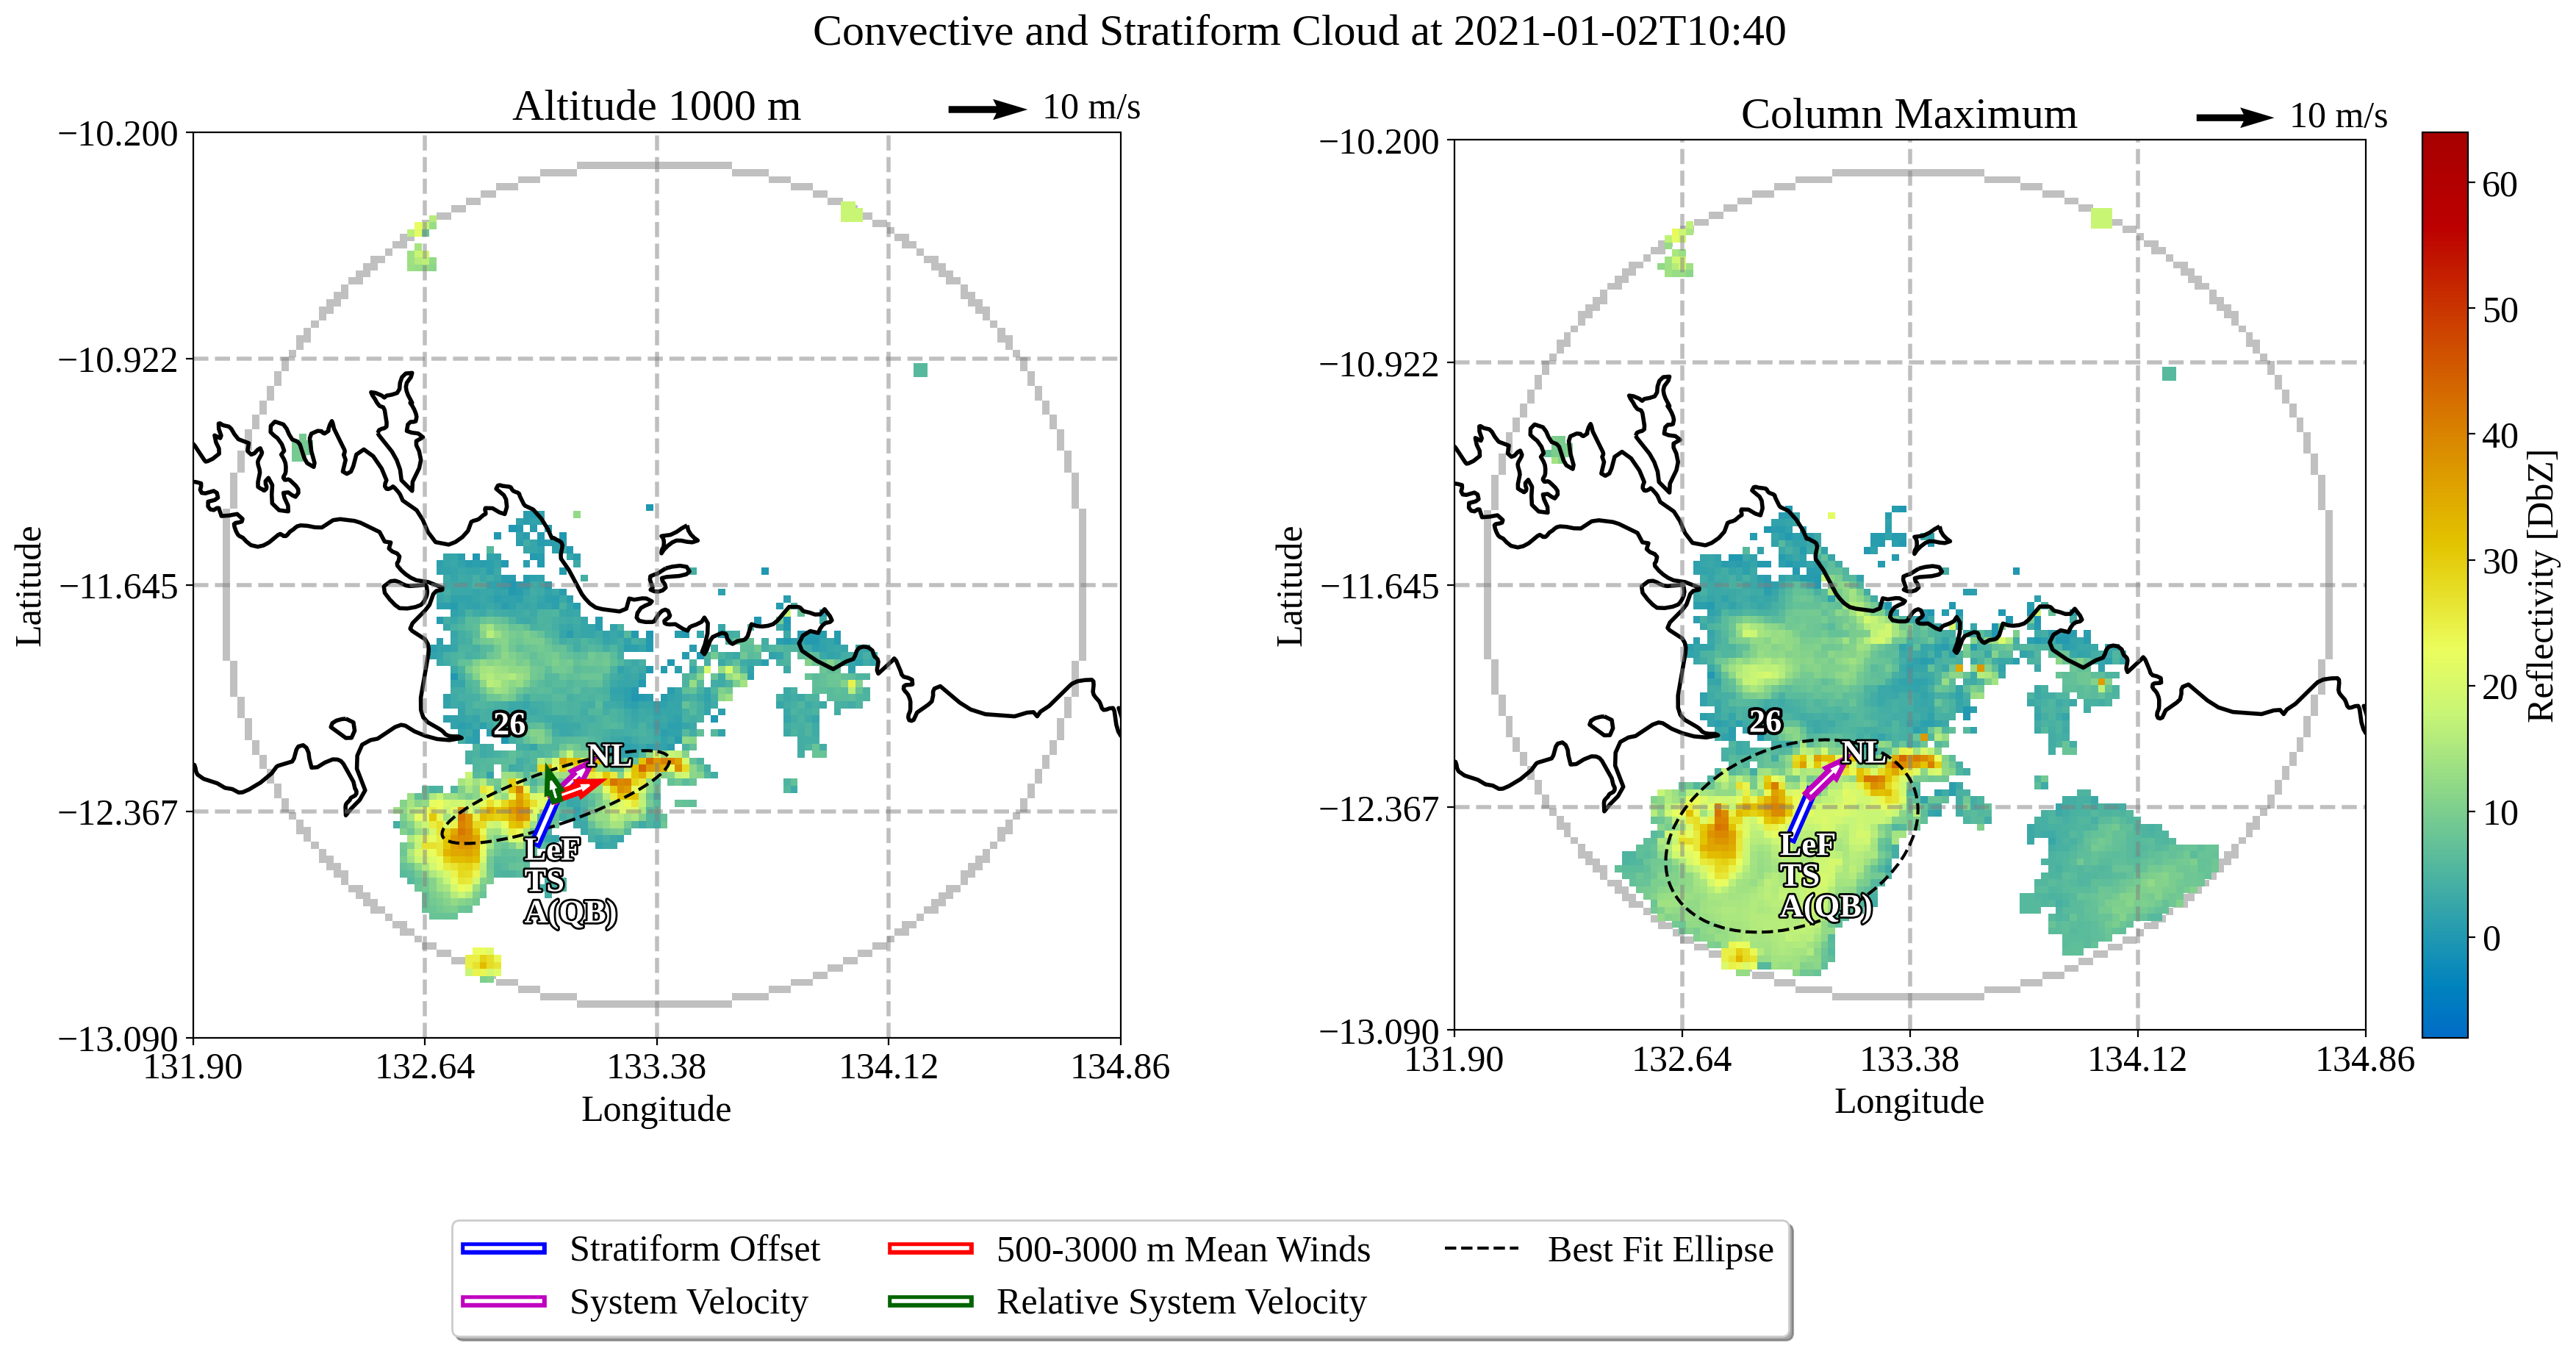 Convective and Stratiform Cloud at 2021-01-02T10:40
Altitude 1000 m
10 m/s
−10.200
−10.922
−11.645
−12.367
−13.090
Latitude
131.90
132.64
133.38
134.12
134.86
Longitude
26
NL
LeF
TS
A(QB)
Column Maximum
10 m/s
−10.200
−10.922
−11.645
−12.367
−13.090
Latitude
131.90
132.64
133.38
134.12
134.86
Longitude
26
NL
LeF
TS
A(QB)
60
50
40
30
20
10
0
Reflectivity [DbZ]
Stratiform Offset
System Velocity
500-3000 m Mean Winds
Relative System Velocity
Best Fit Ellipse